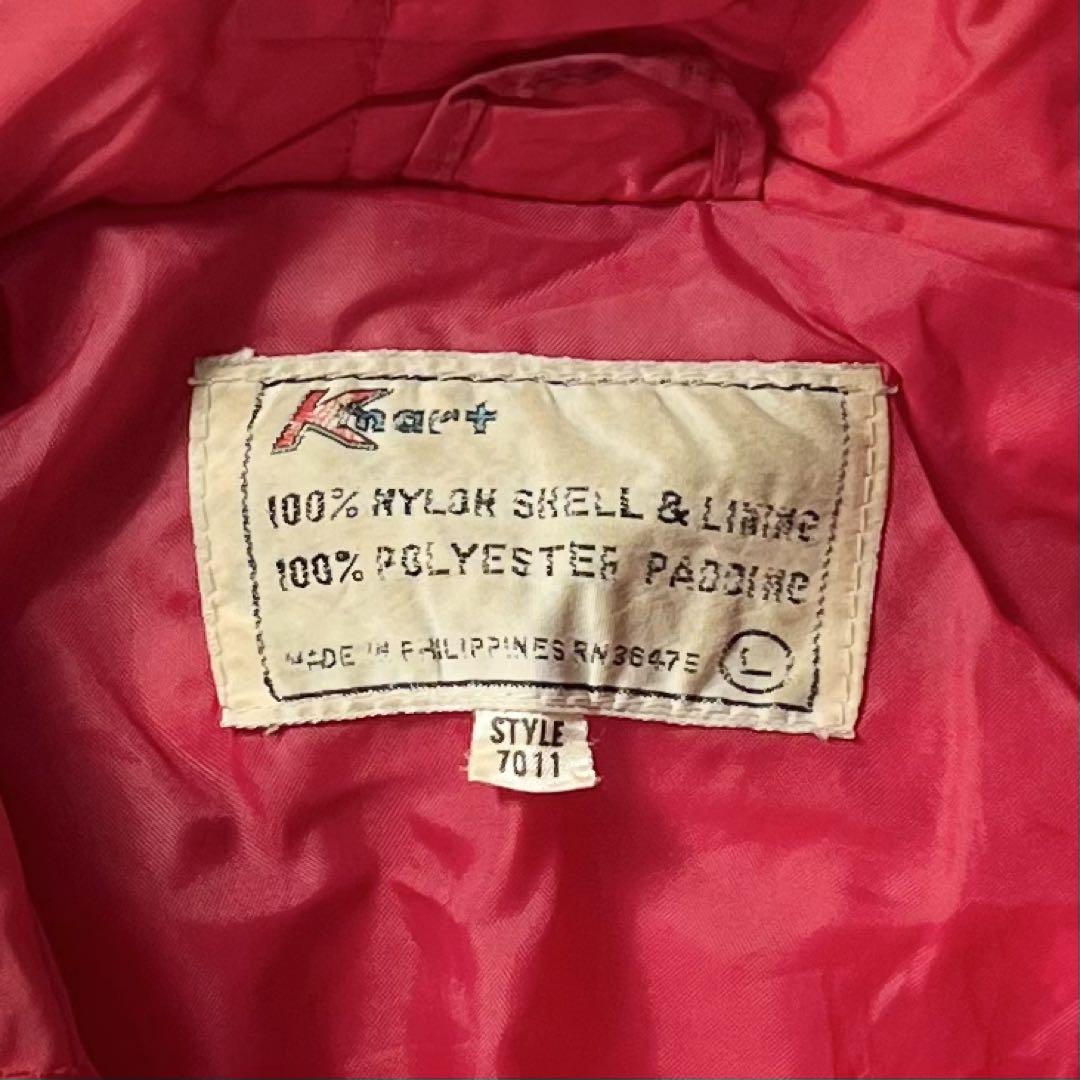 Kmart
100% NYLON SHELL & LINING
100% POLYESTER PADDING
MADE IN PHILIPPINES RN36475 L
STYLE
7011